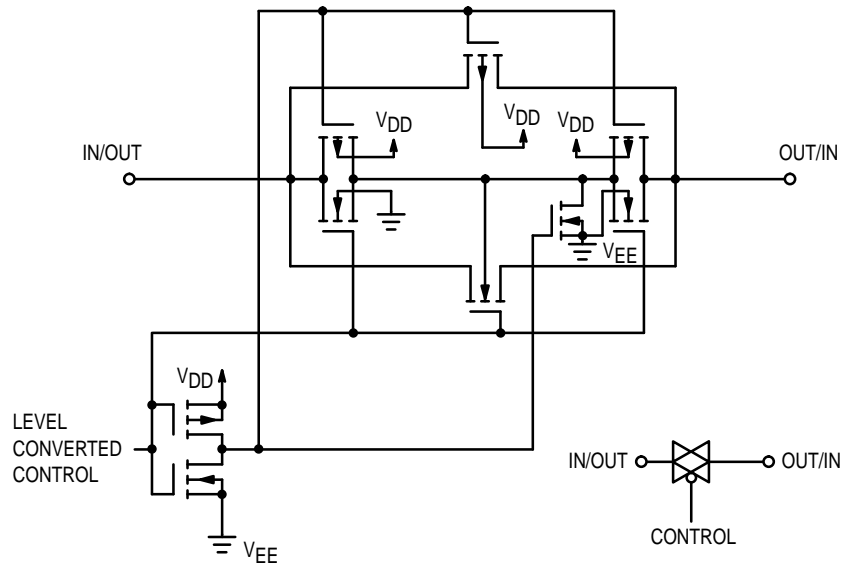 IN/OUT
VDD
VDD
VDD
OUT/IN
VEE
VDD
LEVEL
CONVERTED
CONTROL
VEE
IN/OUT
OUT/IN
CONTROL